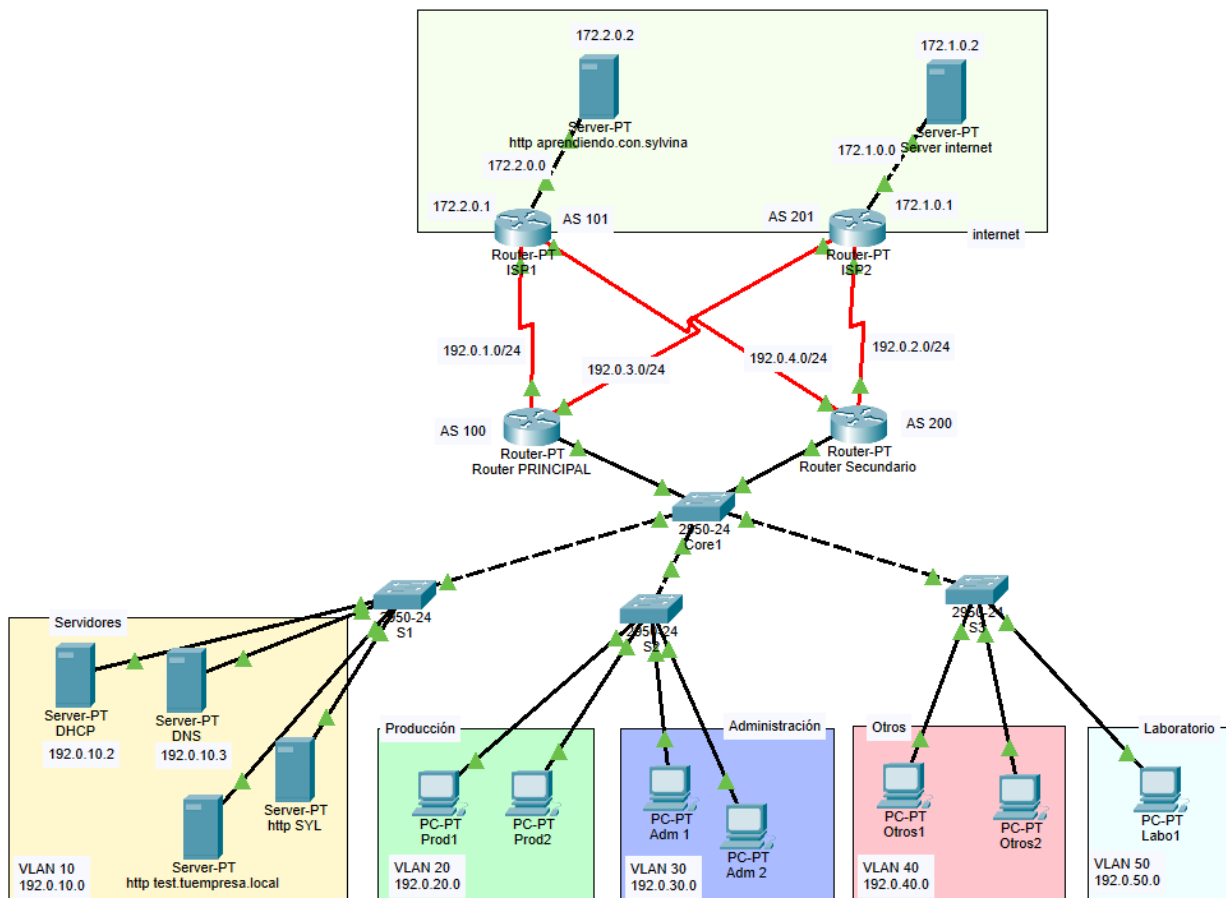 172.2.0.2
172.1.0.2
Server-PT
http aprendiendo.con.sylvina
Server-PT
Server internet
172.2.0.0
172.1.0.0
172.2.0.1
AS 101
AS 201
172.1.0.1
internet
Router-PT
ISP1
Router-PT
ISP2
192.0.1.0/24
192.0.3.0/24
192.0.4.0/24
192.0.2.0/24
AS 100
AS 200
Router-PT
Router PRINCIPAL
Router-PT
Router Secundario
2950-24
Core1
2950-24
S1
2950-24
S2
2950-24
S3
Servidores
Server-PT
DHCP
192.0.10.2
Server-PT
DNS
192.0.10.3
Server-PT
http SYL
Server-PT
http test.tuempresa.local
VLAN 10
192.0.10.0
Producción
PC-PT
Prod1
PC-PT
Prod2
VLAN 20
192.0.20.0
Administración
PC-PT
Adm 1
PC-PT
Adm 2
VLAN 30
192.0.30.0
Otros
PC-PT
Otros1
PC-PT
Otros2
VLAN 40
192.0.40.0
Laboratorio
PC-PT
Labo1
VLAN 50
192.0.50.0